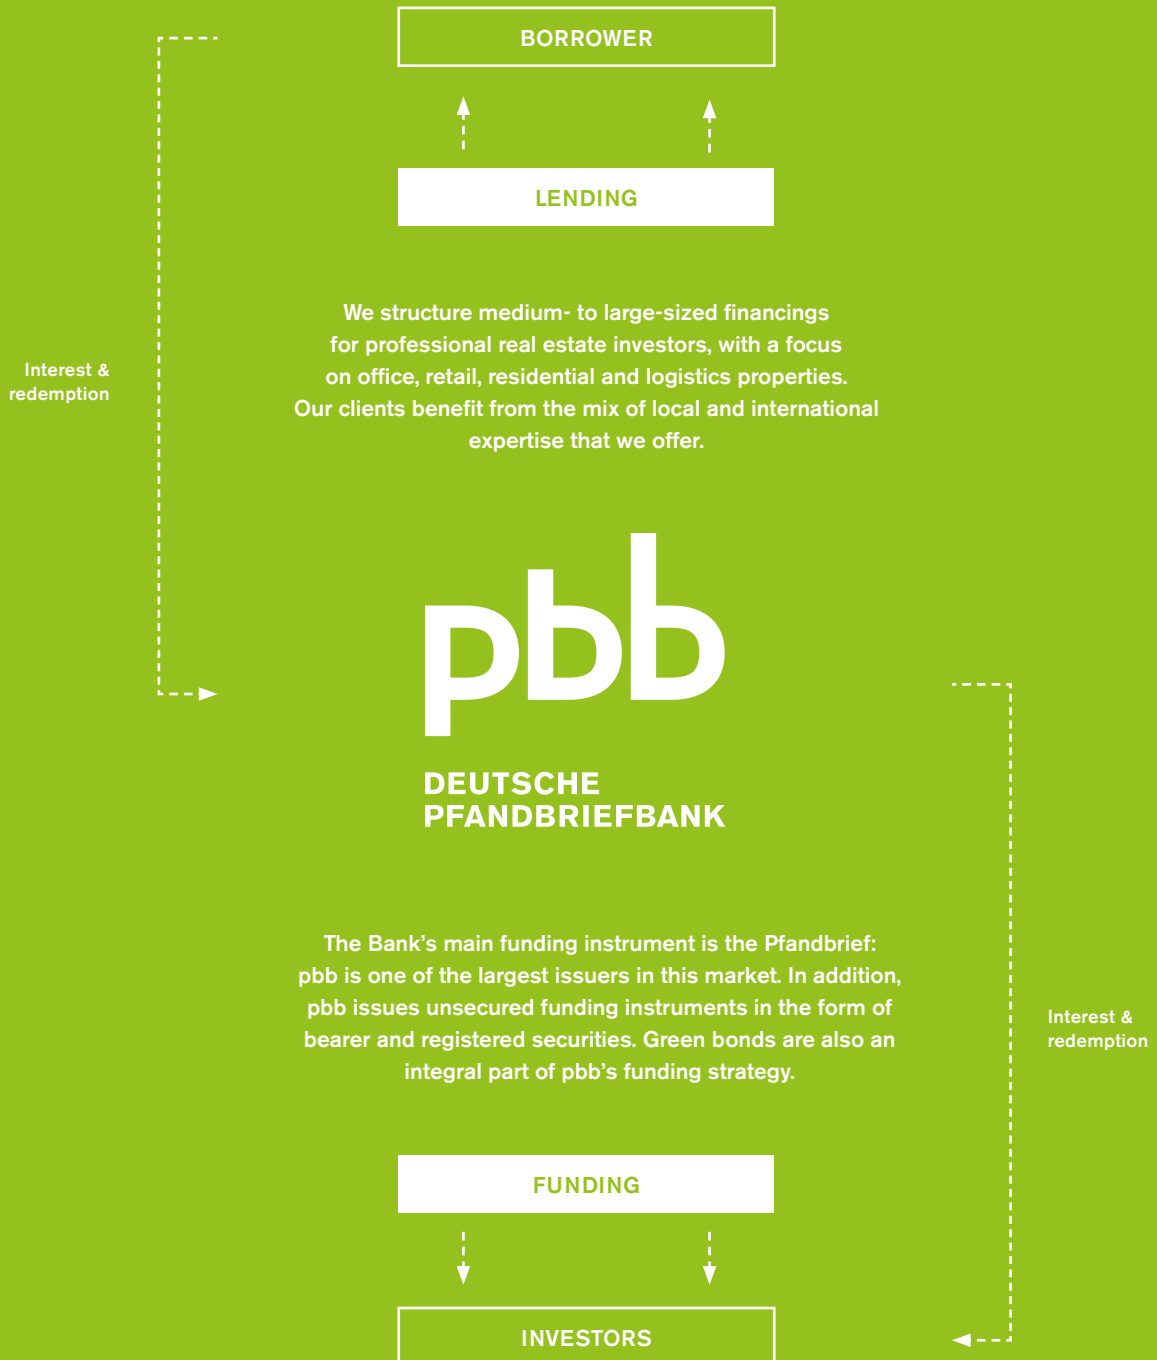 BORROWER
LENDING
We structure medium- to large-sized financings
for professional real estate investors, with a focus
on office, retail, residential and logistics properties.
Our clients benefit from the mix of local and international
expertise that we offer.
Interest &
redemption
pbb
DEUTSCHE
PFANDBRIEFBANK
The Bank’s main funding instrument is the Pfandbrief:
pbb is one of the largest issuers in this market. In addition,
pbb issues unsecured funding instruments in the form of
bearer and registered securities. Green bonds are also an
integral part of pbb’s funding strategy.
Interest &
redemption
FUNDING
INVESTORS